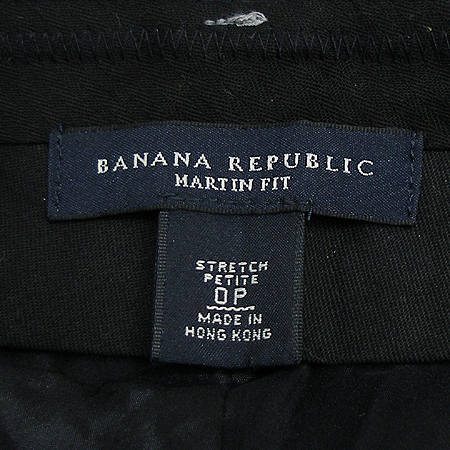 BANANA REPUBLIC
MARTIN FIT
STRETCH
PETITE
0P
MADE IN
HONG KONG